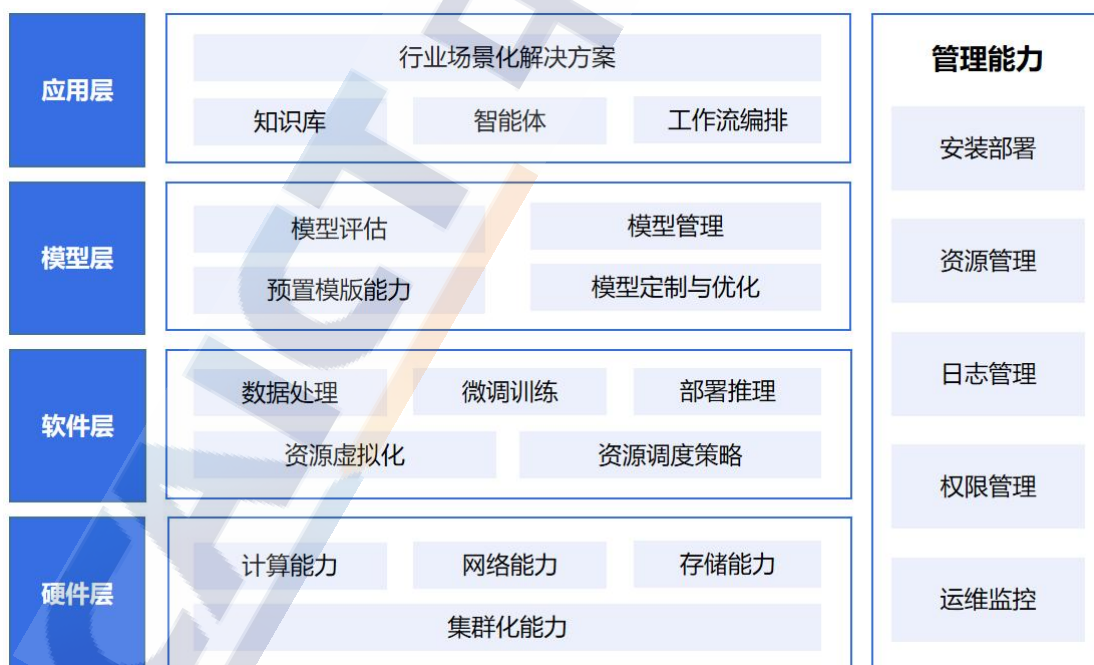 应用层
行业场景化解决方案
知识库 智能体 工作流编排
模型层
模型评估 模型管理
预置模版能力 模型定制与优化
软件层
数据处理 微调训练 部署推理
资源虚拟化 资源调度策略
硬件层
计算能力 网络能力 存储能力
集群化能力
管理能力
安装部署
资源管理
日志管理
权限管理
运维监控
CAICT